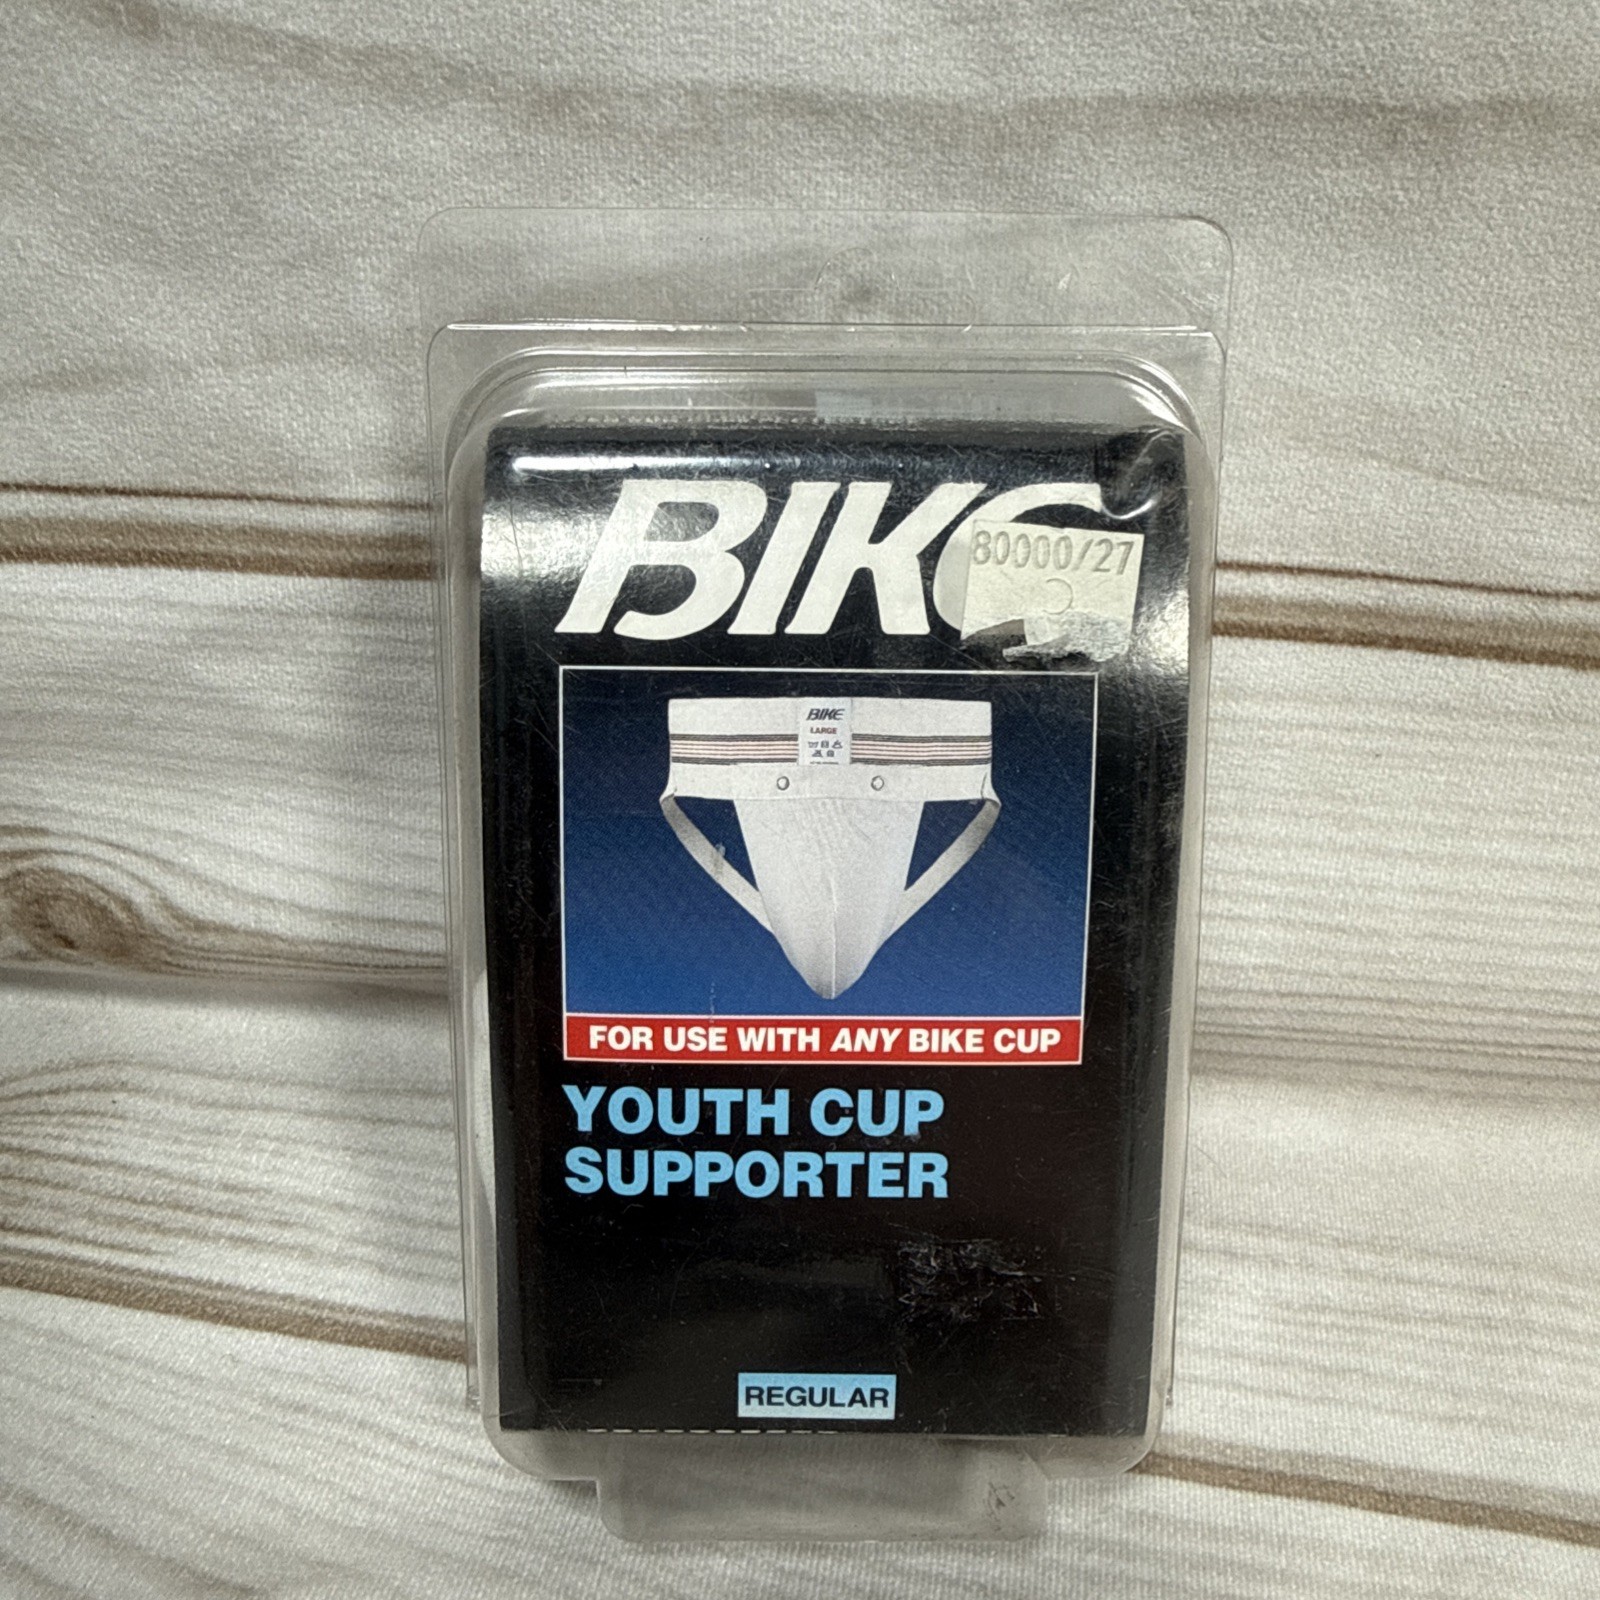 BIKE
80000/27
BIKE
LARGE
FOR USE WITH ANY BIKE CUP
YOUTH CUP
SUPPORTER
REGULAR